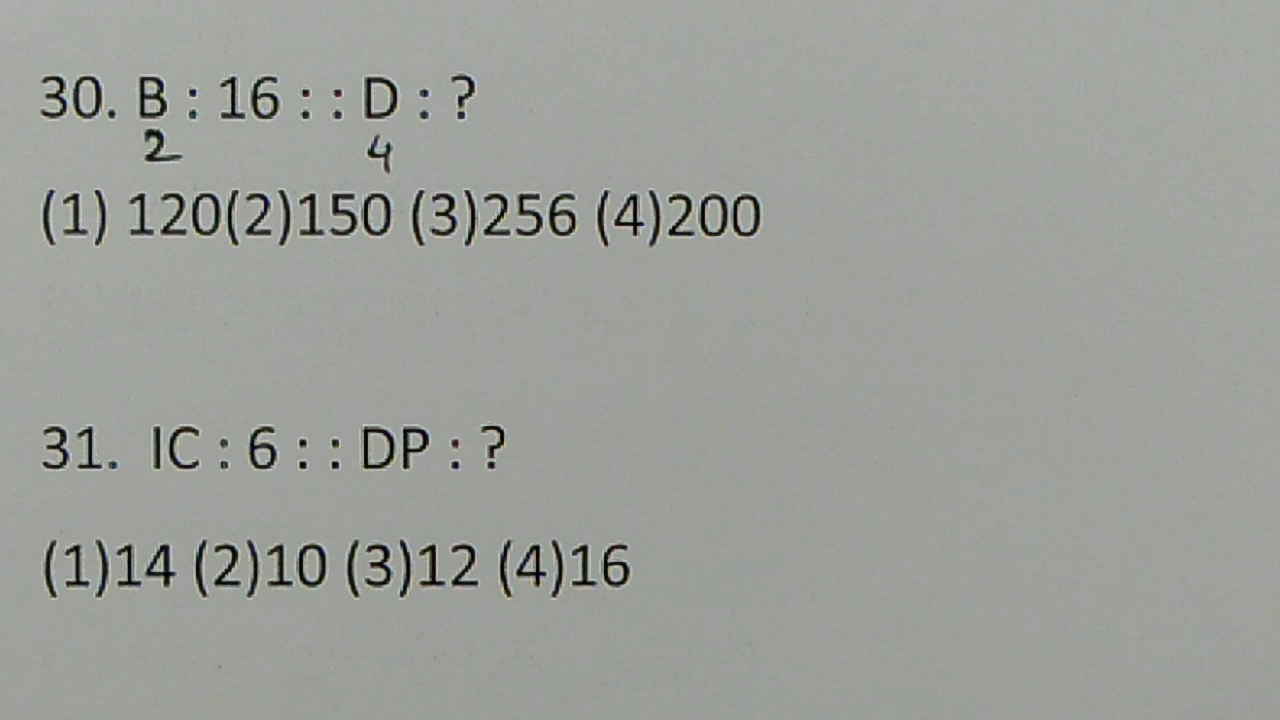 30. B : 16 : : D : ?
2 4
(1) 120(2)150 (3)256 (4)200
31. IC : 6 : : DP : ?
(1)14 (2)10 (3)12 (4)16